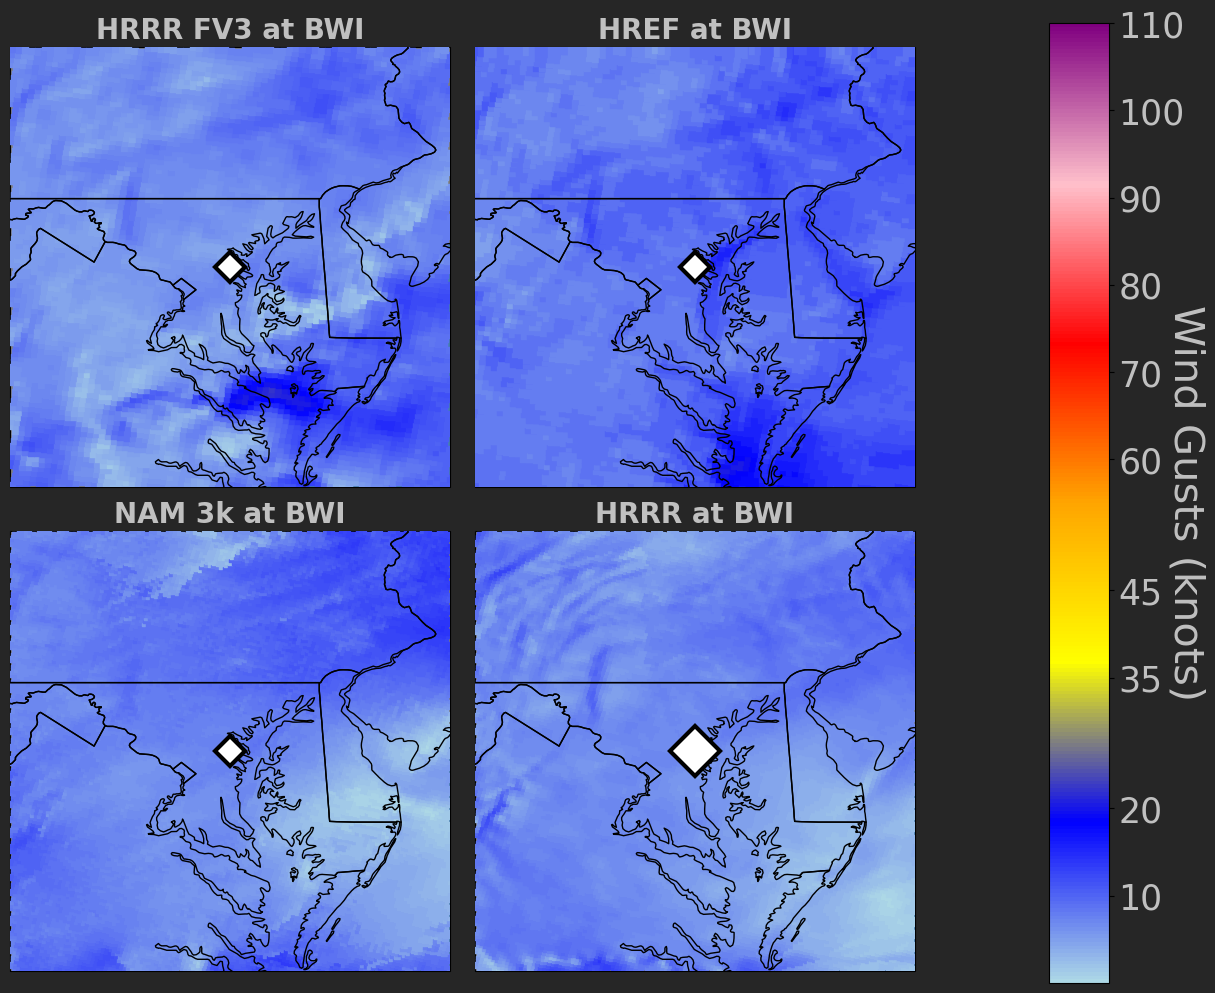 HRRR FV3 at BWI
HREF at BWI
NAM 3k at BWI
HRRR at BWI
110
100
90
80
70
60
45
35
20
10
Wind Gusts (knots)